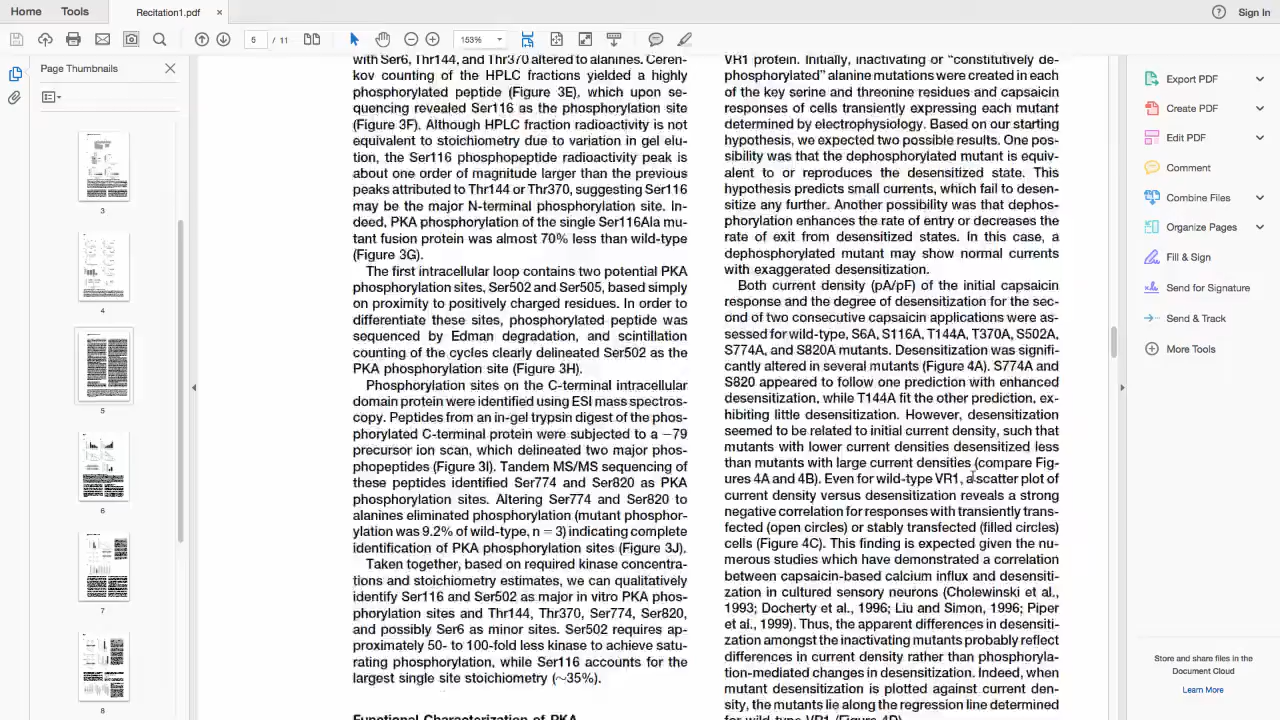 Home
Tools
Recitation1.pdf
×
Sign In
5 / 11
153%
Page Thumbnails
3
4
5
6
7
8
with Ser6, Thr144, and Thr370 altered to alanines. Ceren-
kov counting of the HPLC fractions yielded a highly
phosphorylated peptide (Figure 3E), which upon se-
quencing revealed Ser116 as the phosphorylation site
(Figure 3F). Although HPLC fraction radioactivity is not
equivalent to stoichiometry due to variation in gel elu-
tion, the Ser116 phosphopeptide radioactivity peak is
about one order of magnitude larger than the previous
peaks attributed to Thr144 or Thr370, suggesting Ser116
may be the major N-terminal phosphorylation site. In-
deed, PKA phosphorylation of the single Ser116Ala mu-
tant fusion protein was almost 70% less than wild-type
(Figure 3G).
The first intracellular loop contains two potential PKA
phosphorylation sites, Ser502 and Ser505, based simply
on proximity to positively charged residues. In order to
differentiate these sites, phosphorylated peptide was
sequenced by Edman degradation, and scintillation
counting of the cycles clearly delineated Ser502 as the
PKA phosphorylation site (Figure 3H).
Phosphorylation sites on the C-terminal intracellular
domain protein were identified using ESI mass spectros-
copy. Peptides from an in-gel trypsin digest of the phos-
phorylated C-terminal protein were subjected to a −79
precursor ion scan, which delineated two major phos-
phopeptides (Figure 3I). Tandem MS/MS sequencing of
these peptides identified Ser774 and Ser820 as PKA
phosphorylation sites. Altering Ser774 and Ser820 to
alanines eliminated phosphorylation (mutant phosphor-
ylation was 9.2% of wild-type, n = 3) indicating complete
identification of PKA phosphorylation sites (Figure 3J).
Taken together, based on required kinase concentra-
tions and stoichiometry estimates, we can qualitatively
identify Ser116 and Ser502 as major in vitro PKA phos-
phorylation sites and Thr144, Thr370, Ser774, Ser820,
and possibly Ser6 as minor sites. Ser502 requires ap-
proximately 50- to 100-fold less kinase to achieve satu-
rating phosphorylation, while Ser116 accounts for the
largest single site stoichiometry (~35%).
Functional Characterization of PKA
VR1 protein. Initially, inactivating or "constitutively de-
phosphorylated" alanine mutations were created in each
of the key serine and threonine residues and capsaicin
responses of cells transiently expressing each mutant
determined by electrophysiology. Based on our starting
hypothesis, we expected two possible results. One pos-
sibility was that the dephosphorylated mutant is equiv-
alent to or reproduces the desensitized state. This
hypothesis predicts small currents, which fail to desen-
sitize any further. Another possibility was that dephos-
phorylation enhances the rate of entry or decreases the
rate of exit from desensitized states. In this case, a
dephosphorylated mutant may show normal currents
with exaggerated desensitization.
Both current density (pA/pF) of the initial capsaicin
response and the degree of desensitization for the sec-
ond of two consecutive capsaicin applications were as-
sessed for wild-type, S6A, S116A, T144A, T370A, S502A,
S774A, and S820A mutants. Desensitization was signifi-
cantly altered in several mutants (Figure 4A). S774A and
S820 appeared to follow one prediction with enhanced
desensitization, while T144A fit the other prediction, ex-
hibiting little desensitization. However, desensitization
seemed to be related to initial current density, such that
mutants with lower current densities desensitized less
than mutants with large current densities (compare Fig-
ures 4A and 4B). Even for wild-type VR1, a scatter plot of
current density versus desensitization reveals a strong
negative correlation for responses with transiently trans-
fected (open circles) or stably transfected (filled circles)
cells (Figure 4C). This finding is expected given the nu-
merous studies which have demonstrated a correlation
between capsaicin-based calcium influx and desensiti-
zation in cultured sensory neurons (Cholewinski et al.,
1993; Docherty et al., 1996; Liu and Simon, 1996; Piper
et al., 1999). Thus, the apparent differences in desensiti-
zation amongst the inactivating mutants probably reflect
differences in current density rather than phosphoryla-
tion-mediated changes in desensitization. Indeed, when
mutant desensitization is plotted against current den-
sity, the mutants lie along the regression line determined
for wild-type VR1 (Figure 4D).
Export PDF
Create PDF
Edit PDF
Comment
Combine Files
Organize Pages
Fill & Sign
Send for Signature
Send & Track
More Tools
Store and share files in the
Document Cloud
Learn More